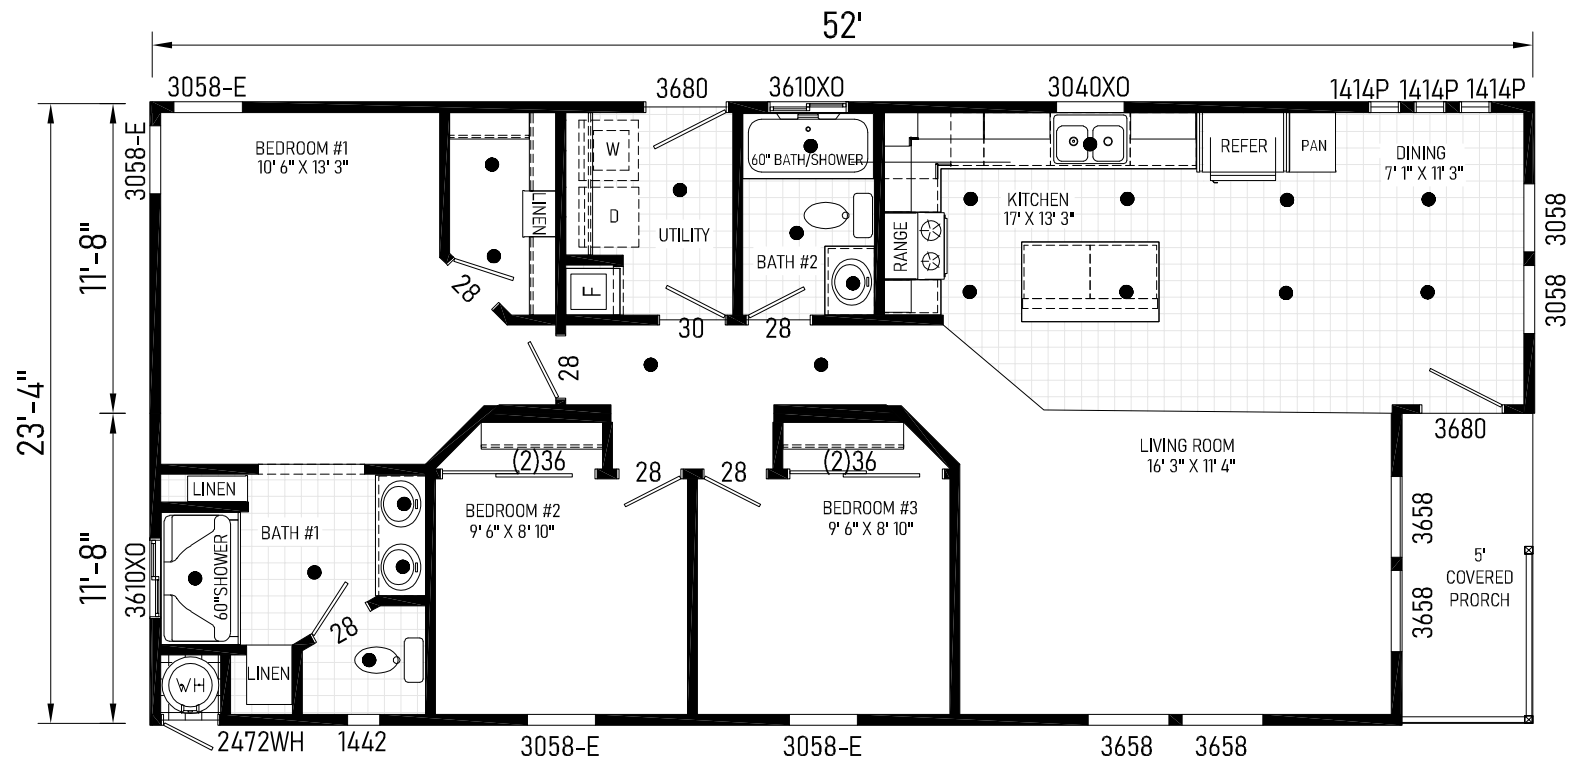 52'
3058-E
3680
3610XO
3040XO
1414P
1414P
1414P
3058-E
BEDROOM #1
10' 6" X 13' 3"
W
D
LINEN
UTILITY
F
60" BATH/SHOWER
BATH #2
RANGE
KITCHEN
17' X 13' 3"
REFER
PAN
DINING
7' 1" X 11' 3"
3058
3058
11'-8"
23'-4"
11'-8"
28
28
30
28
3680
LIVING ROOM
16' 3" X 11' 4"
(2)36
28
28
(2)36
BEDROOM #2
9' 6" X 8' 10"
BEDROOM #3
9' 6" X 8' 10"
LINEN
BATH #1
60"SHOWER
3610XO
28
LINEN
WH
3658
3658
5'
COVERED
PRORCH
2472WH
1442
3058-E
3058-E
3658
3658